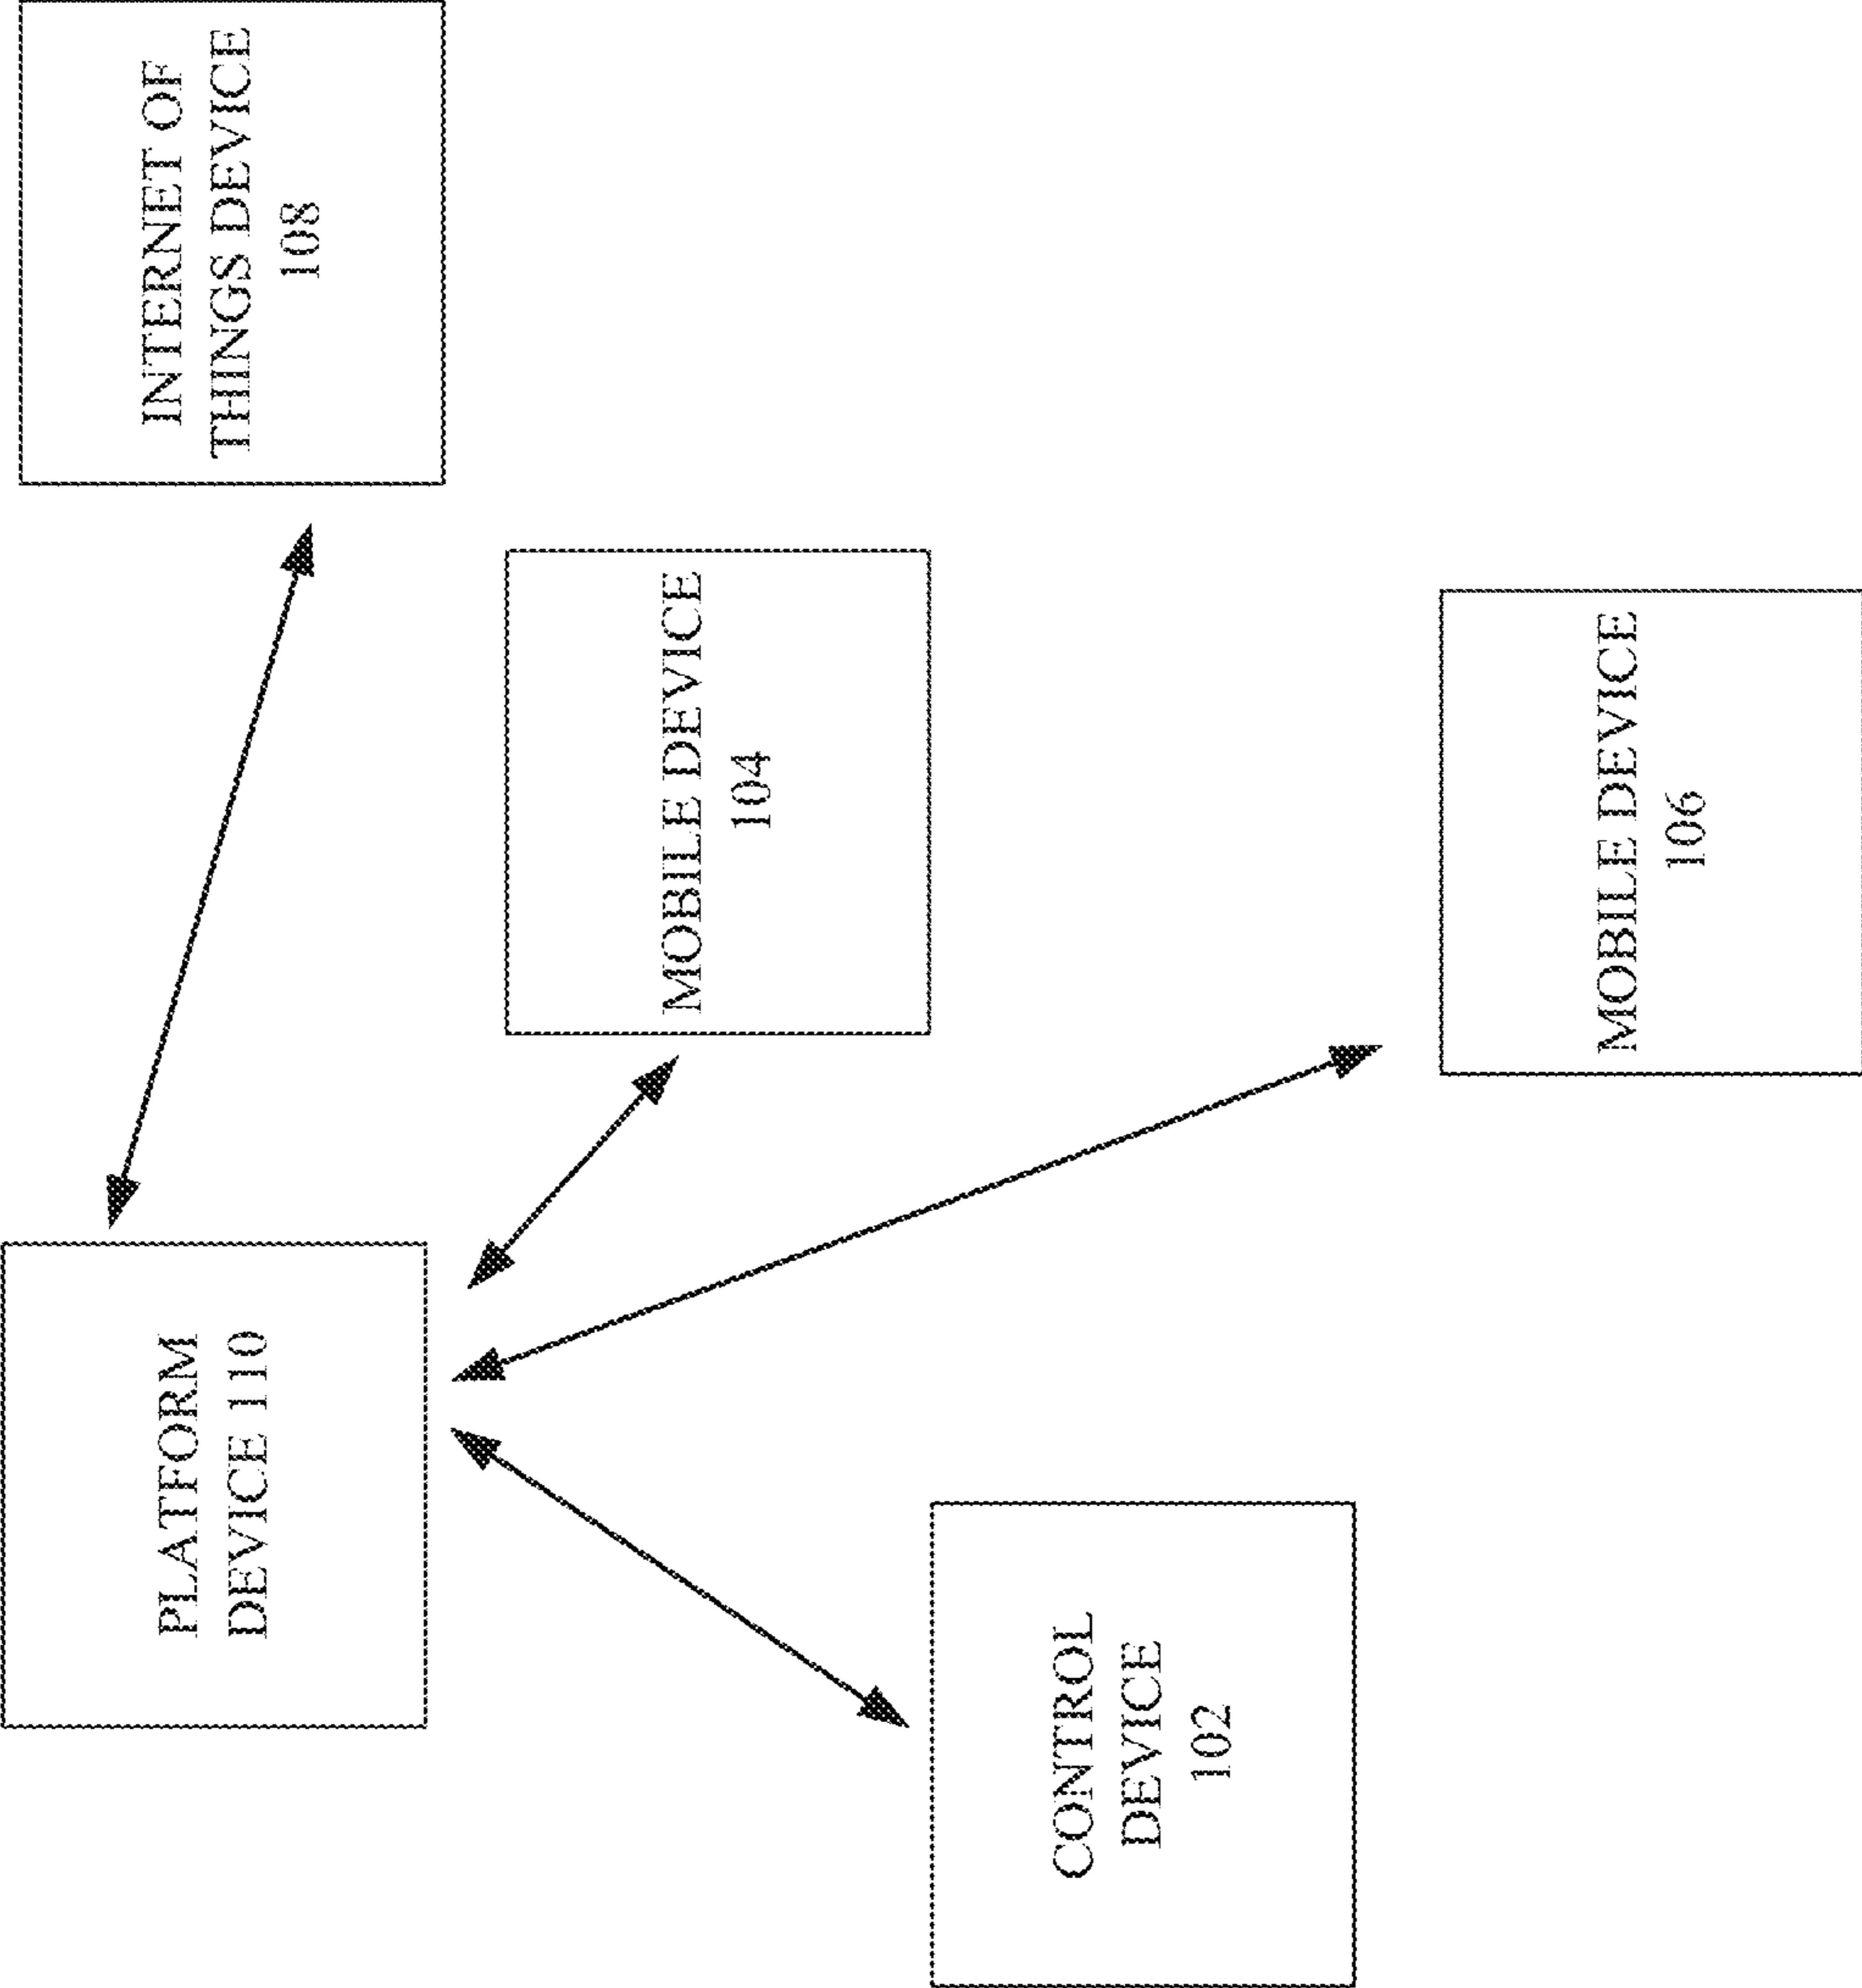 PLATFORM
DEVICE 110
INTERNET OF
THINGS DEVICE
108
MOBILE DEVICE
104
CONTROL
DEVICE
102
MOBILE DEVICE
106